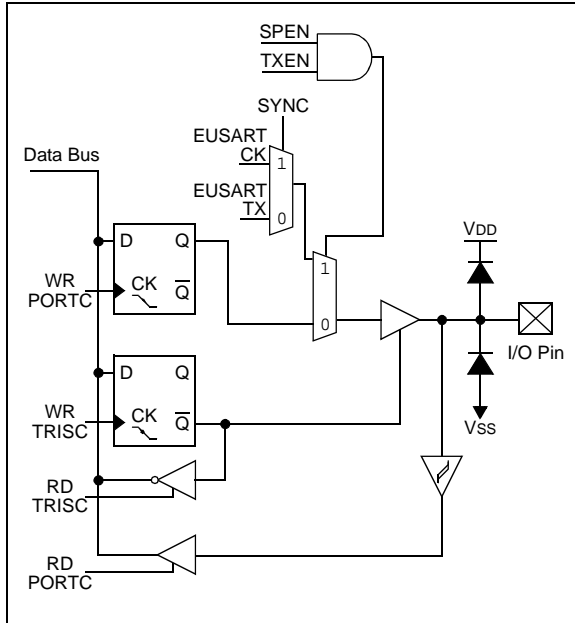 SPEN
TXEN
SYNC
EUSART
CK
1
EUSART
TX
0
Data Bus
D Q
CK Q
WR
PORTC
1
0
VDD
I/O Pin
VSS
D Q
CK Q
WR
TRISC
RD
TRISC
RD
PORTC